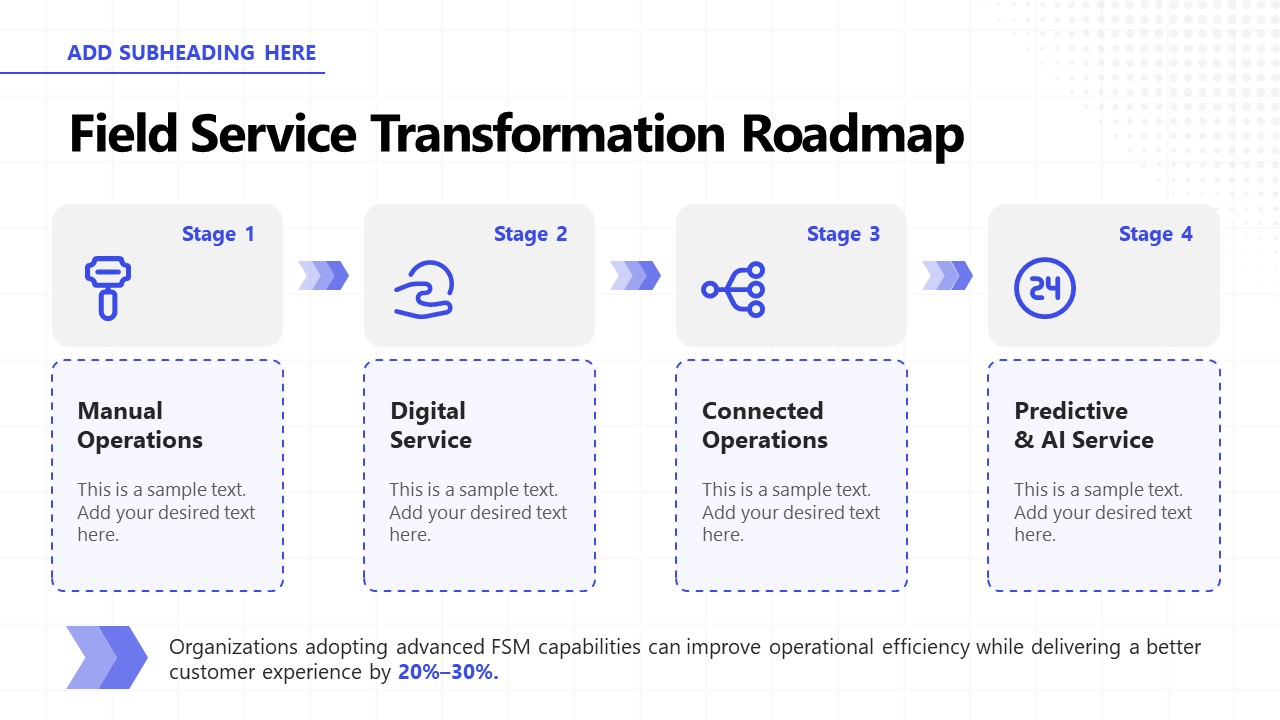 ADD SUBHEADING HERE
Field Service Transformation Roadmap
Stage 1
Stage 2
Stage 3
Stage 4
24
Manual
Operations
This is a sample text.
Add your desired text
here.
Digital
Service
This is a sample text.
Add your desired text
here.
Connected
Operations
This is a sample text.
Add your desired text
here.
Predictive
& AI Service
This is a sample text.
Add your desired text
here.
Organizations adopting advanced FSM capabilities can improve operational efficiency while delivering a better
customer experience by 20%–30%.